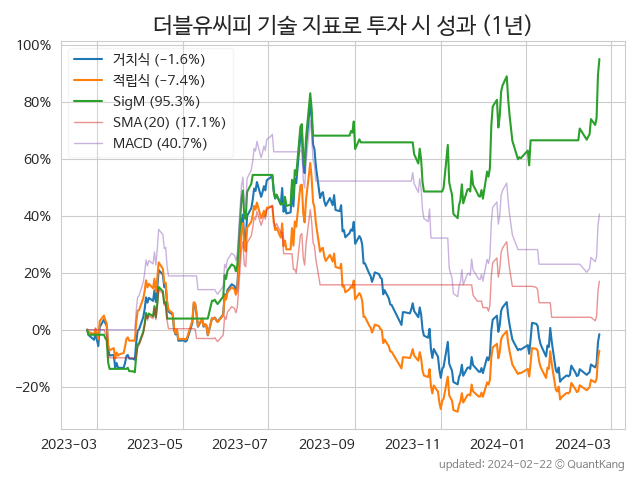 더블유씨피 기술 지표로 투자 시 성과 (1년)
100%
80%
60%
40%
20%
0%
−20%
거치식 (−1.6%)
적립식 (−7.4%)
SigM (95.3%)
SMA(20) (17.1%)
MACD (40.7%)
2023−03 2023−05 2023−07 2023−09 2023−11 2024−01 2024−03
updated: 2024−02−22 © QuantKang